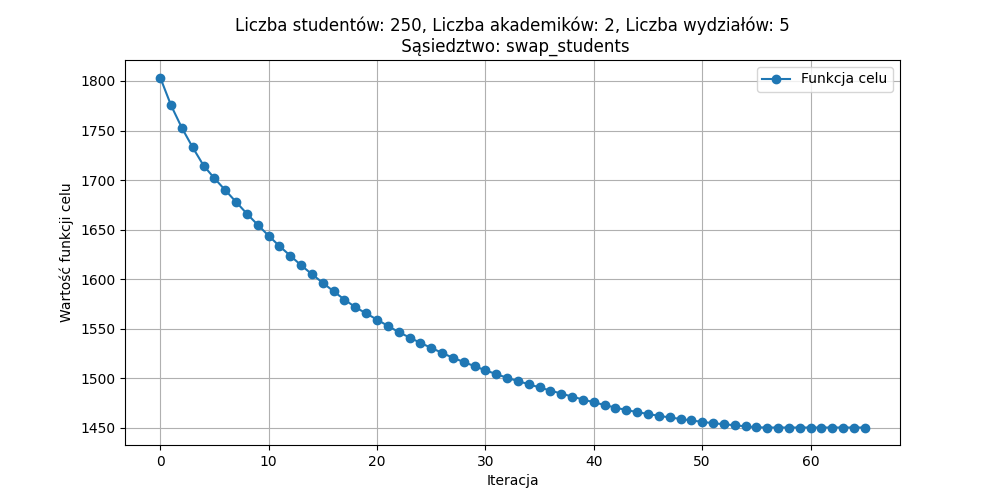 Liczba studentów: 250, Liczba akademików: 2, Liczba wydziałów: 5
Sąsiedztwo: swap_students
Funkcja celu
Wartość funkcji celu
1800
1750
1700
1650
1600
1550
1500
1450
0 10 20 30 40 50 60
Iteracja